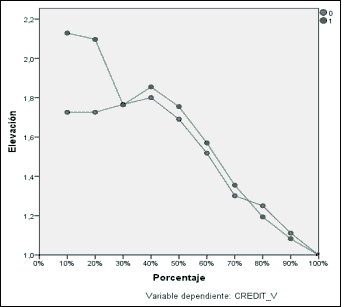 0
1
2,2
2,0
1,8
1,6
1,4
1,2
1,0
Elevación
0% 10% 20% 30% 40% 50% 60% 70% 80% 90% 100%
Porcentaje
Variable dependiente: CREDIT_V